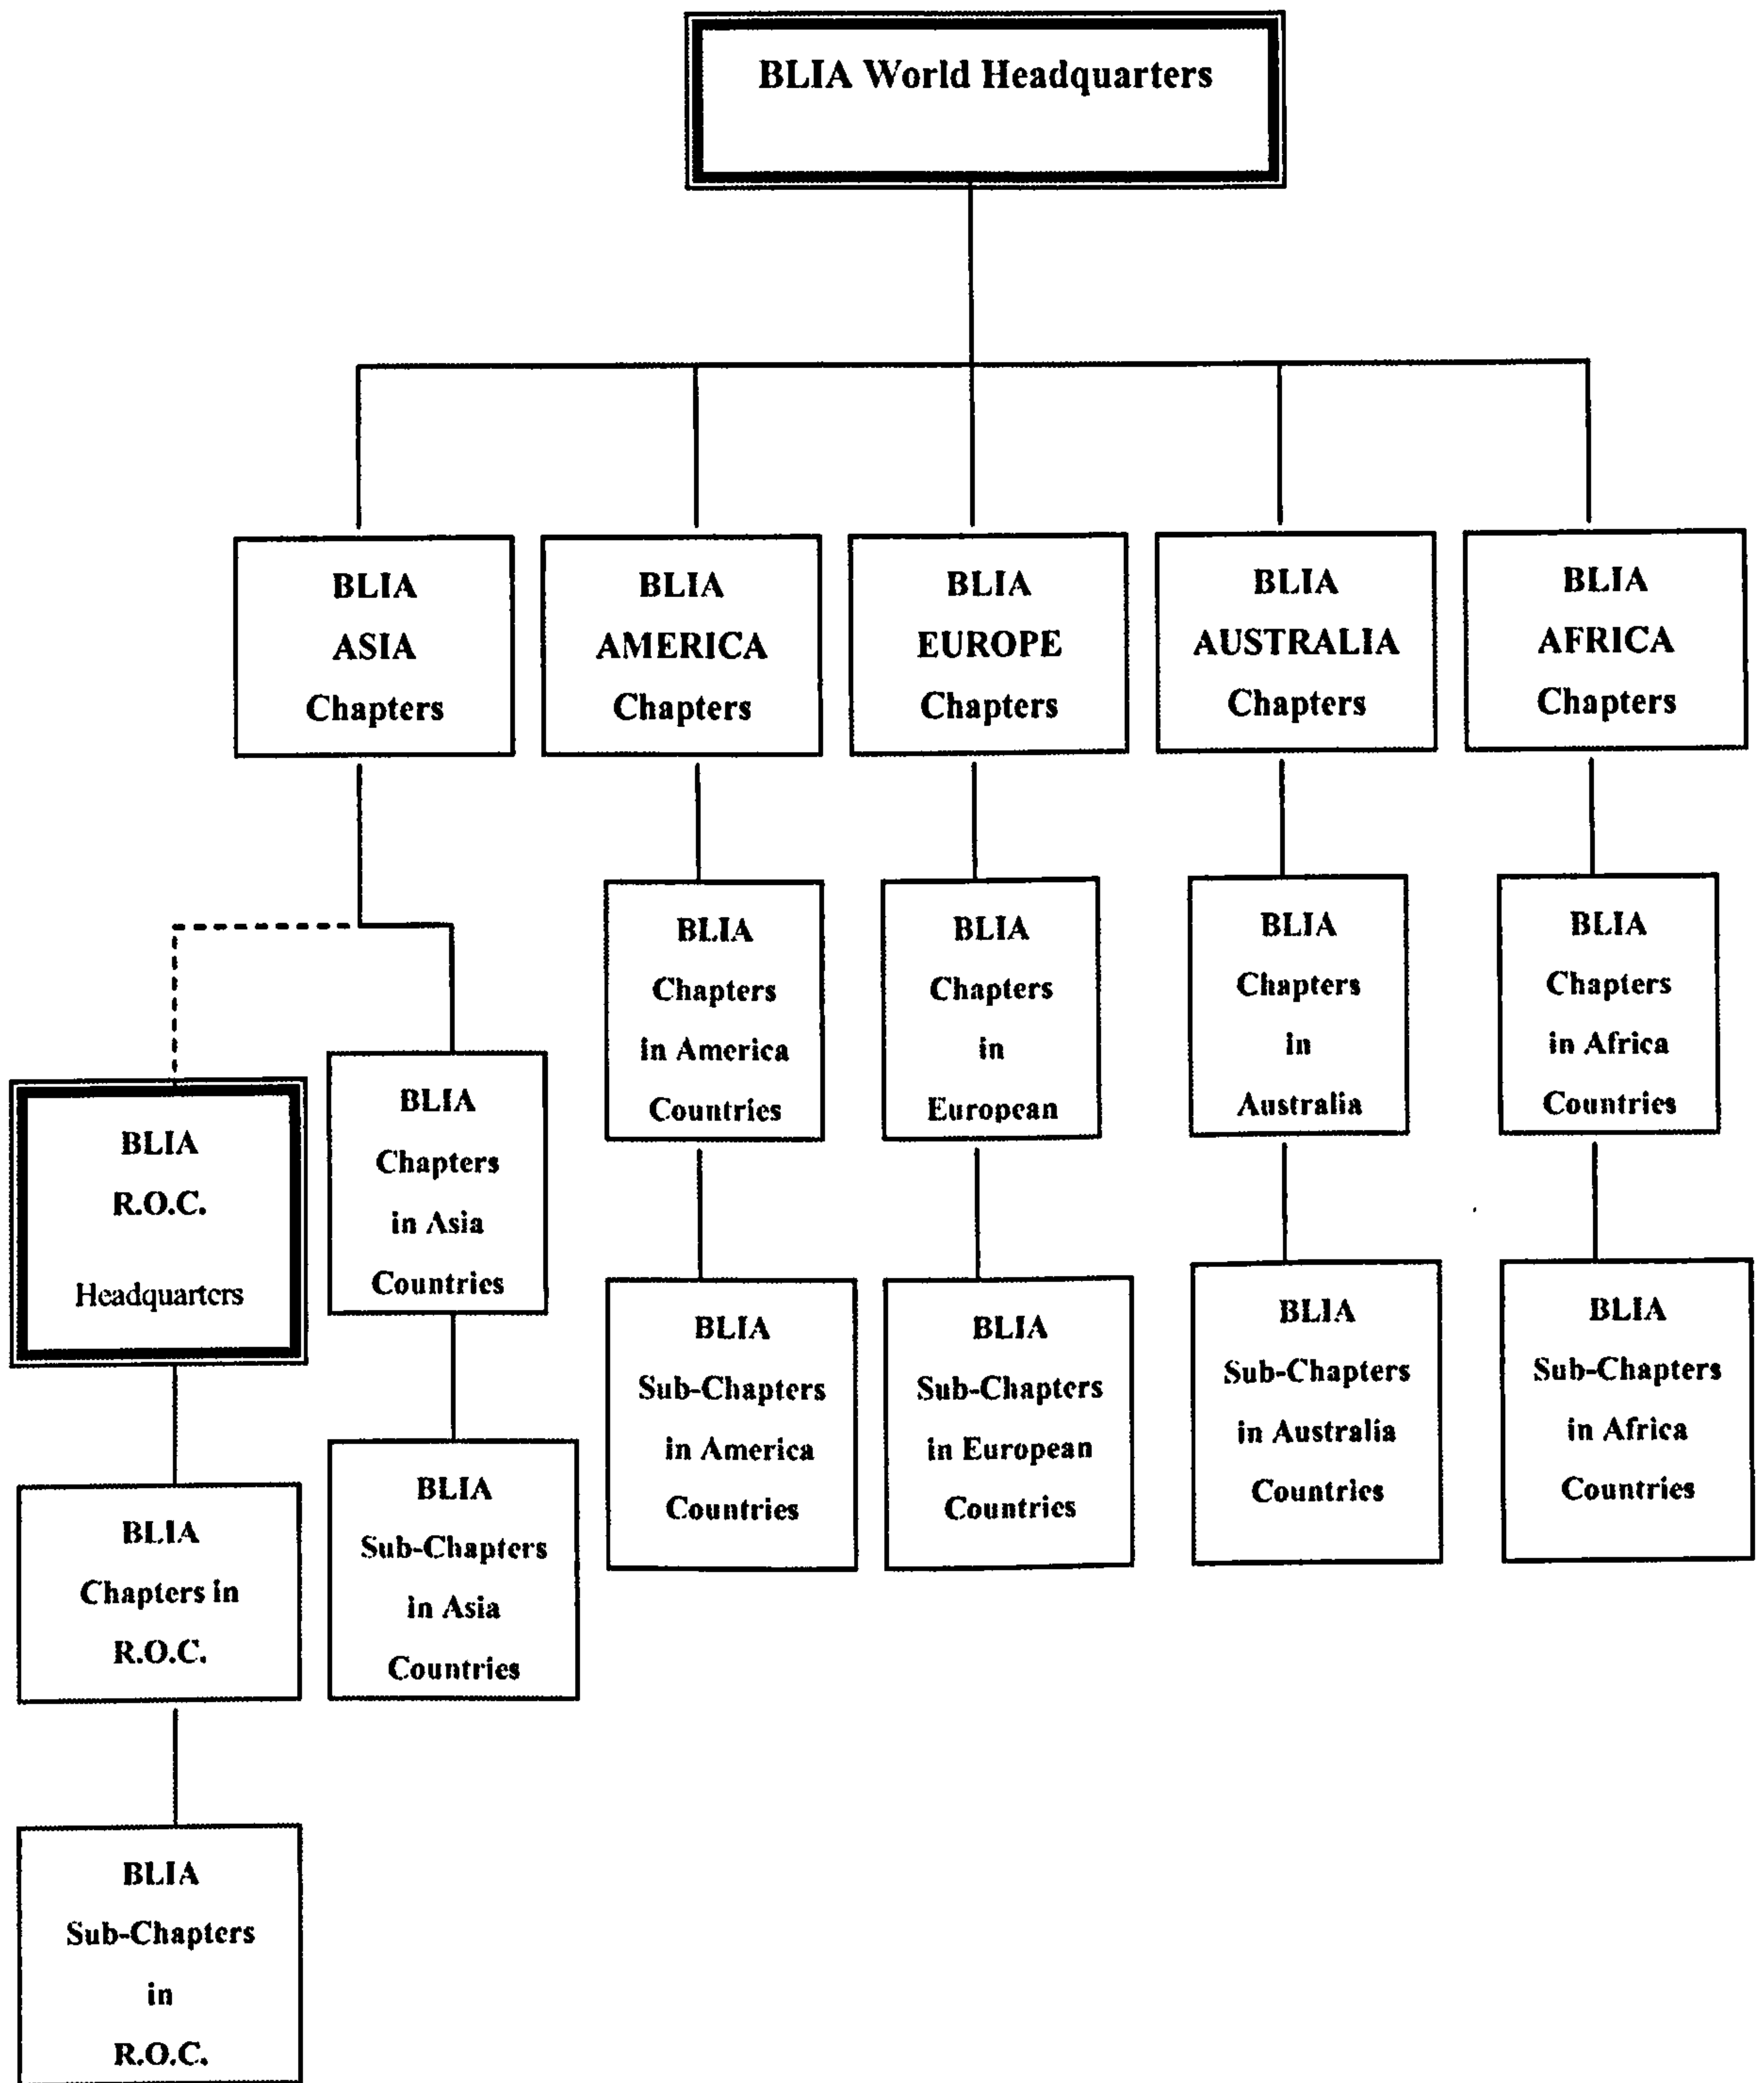 BLIA World Headquarters
BLIA
ASIA
Chapters
BLIA
AMERICA
Chapters
BLIA
EUROPE
Chapters
BLIA
AUSTRALIA
Chapters
BLIA
AFRICA
Chapters
BLIA
R.O.C.
Headquarters
BLIA
Chapters
in Asia
Countries
BLIA
Chapters
in America
Countries
BLIA
Chapters
in
European
BLIA
Chapters
in
Australia
BLIA
Chapters
in Africa
Countries
BLIA
Chapters in
R.O.C.
BLIA
Sub-Chapters
in Asia
Countries
BLIA
Sub-Chapters
in America
Countries
BLIA
Sub-Chapters
in European
Countries
BLIA
Sub-Chapters
in Australia
Countries
BLIA
Sub-Chapters
in Africa
Countries
BLIA
Sub-Chapters
in
R.O.C.